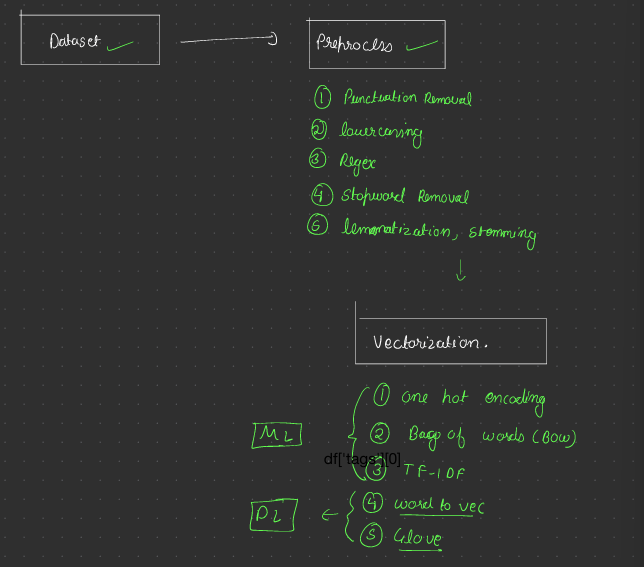 Dataset
Preprocess
① Punctuation Removal
② lowercasing
③ Regex
④ Stopword Removal
⑤ lemmatization, stemming
Vectorization.
① One hot encoding
ML
② Bag of words (BOW)
df['tags'][0]
③ TF-IDF
④ word to vec
DL
⑤ Glove